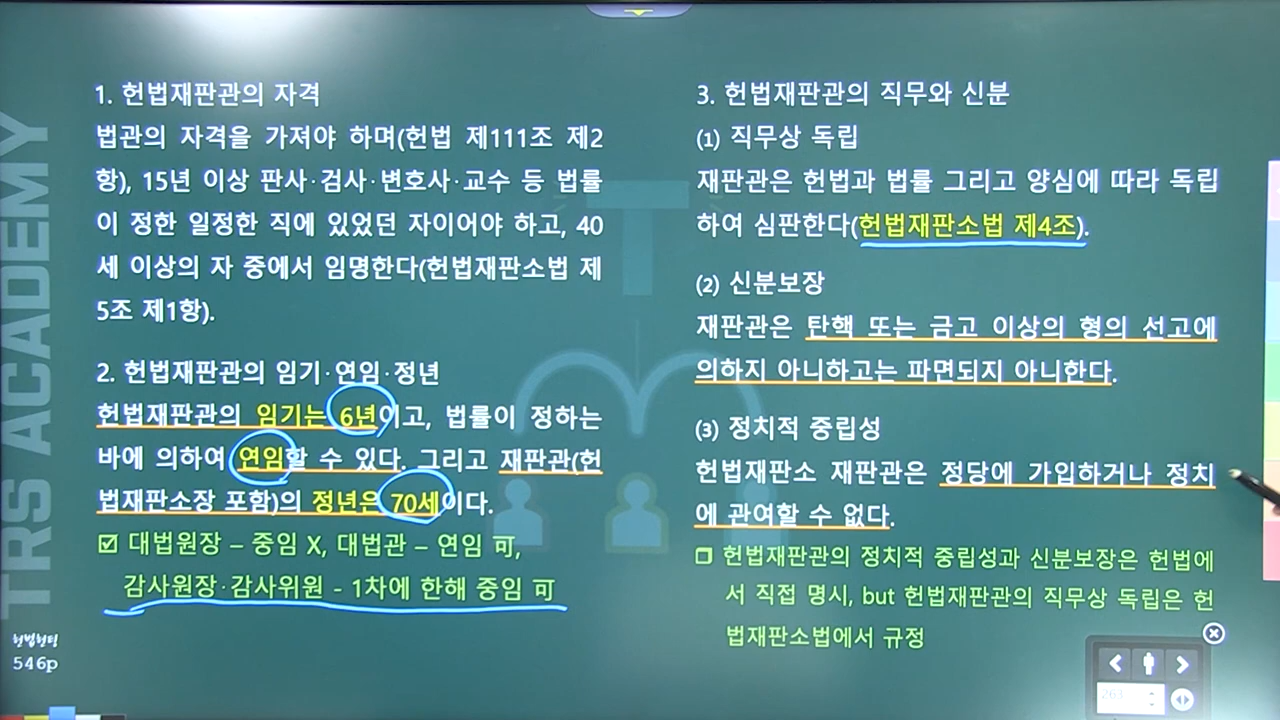 1. 헌법재판관의 자격
법관의 자격을 가져야 하며(헌법 제111조 제2
항), 15년 이상 판사·검사·변호사·교수 등 법률
이 정한 일정한 직에 있었던 자이어야 하고, 40
세 이상의 자 중에서 임명한다(헌법재판소법 제
5조 제1항).
2. 헌법재판관의 임기·연임·정년
헌법재판관의 임기는 6년이고, 법률이 정하는
바에 의하여 연임할 수 있다. 그리고 재판관(헌
법재판소장 포함)의 정년은 70세이다.
☑ 대법원장 – 중임 X, 대법관 – 연임 可,
감사원장·감사위원 - 1차에 한해 중임 可
3. 헌법재판관의 직무와 신분
(1) 직무상 독립
재판관은 헌법과 법률 그리고 양심에 따라 독립
하여 심판한다(헌법재판소법 제4조).
(2) 신분보장
재판관은 탄핵 또는 금고 이상의 형의 선고에
의하지 아니하고는 파면되지 아니한다.
(3) 정치적 중립성
헌법재판소 재판관은 정당에 가입하거나 정치
에 관여할 수 없다.
❐ 헌법재판관의 정치적 중립성과 신분보장은 헌법에
서 직접 명시, but 헌법재판관의 직무상 독립은 헌
법재판소법에서 규정
TRS ACADEMY
헌법헌터
546p
263